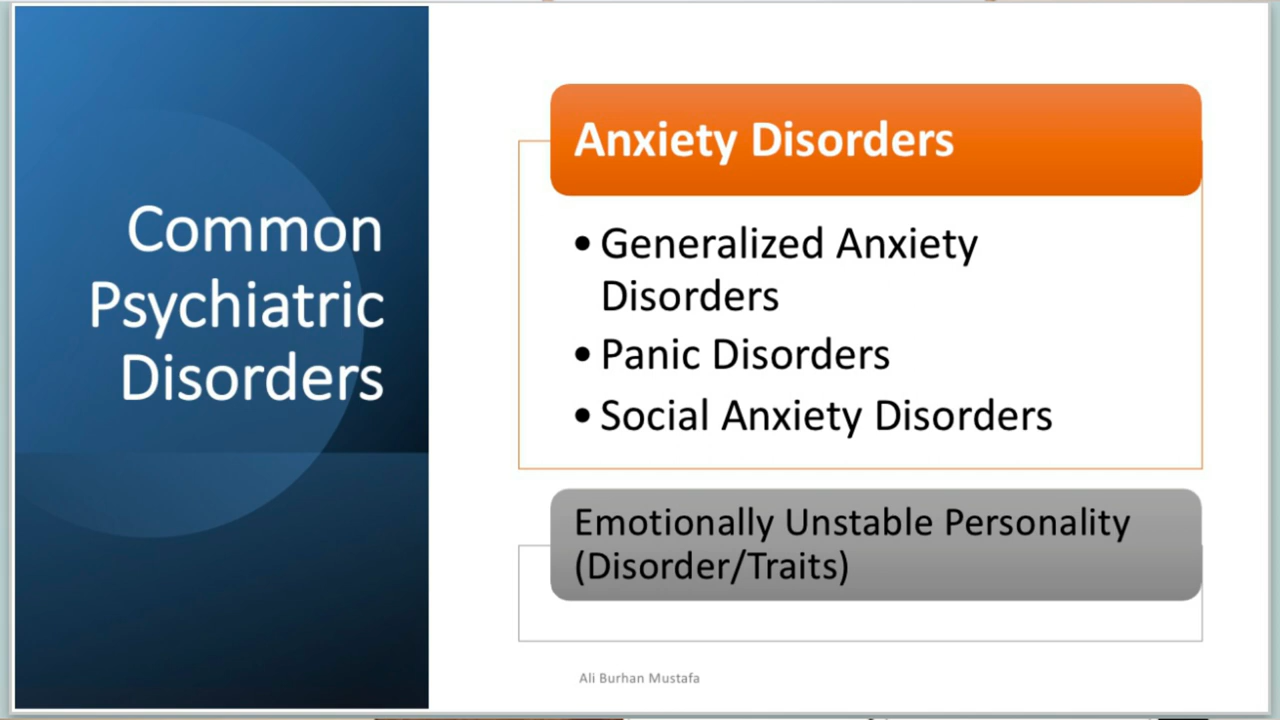 Common
Psychiatric
Disorders
Anxiety Disorders
• Generalized Anxiety
Disorders
• Panic Disorders
• Social Anxiety Disorders
Emotionally Unstable Personality
(Disorder/Traits)
Ali Burhan Mustafa